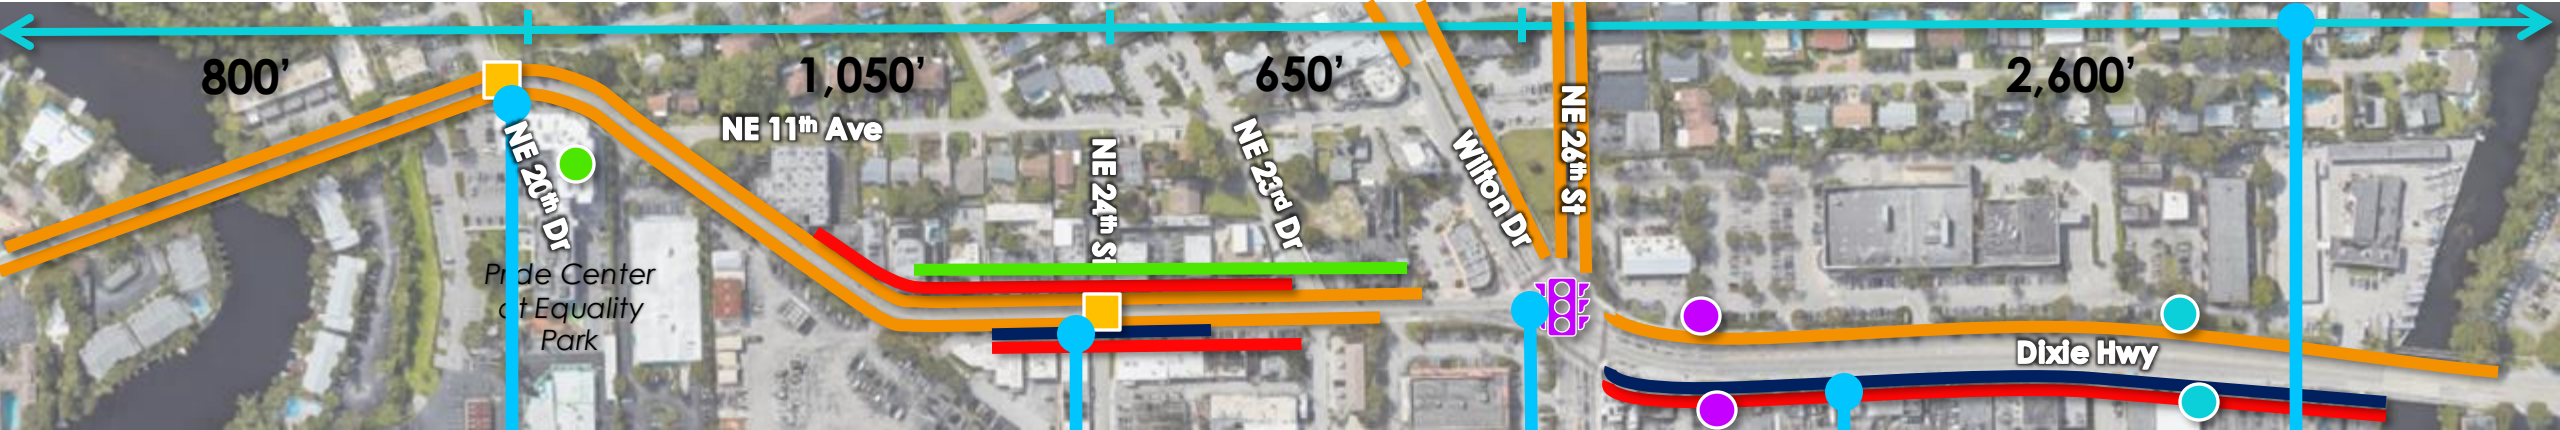 800’
1,050’
650’
2,600’
NE 11th Ave
NE 20th Dr
NE 24th St
NE 23rd Dr
Wilton Dr
NE 26th St
Pride Center
at Equality
Park
Dixie Hwy